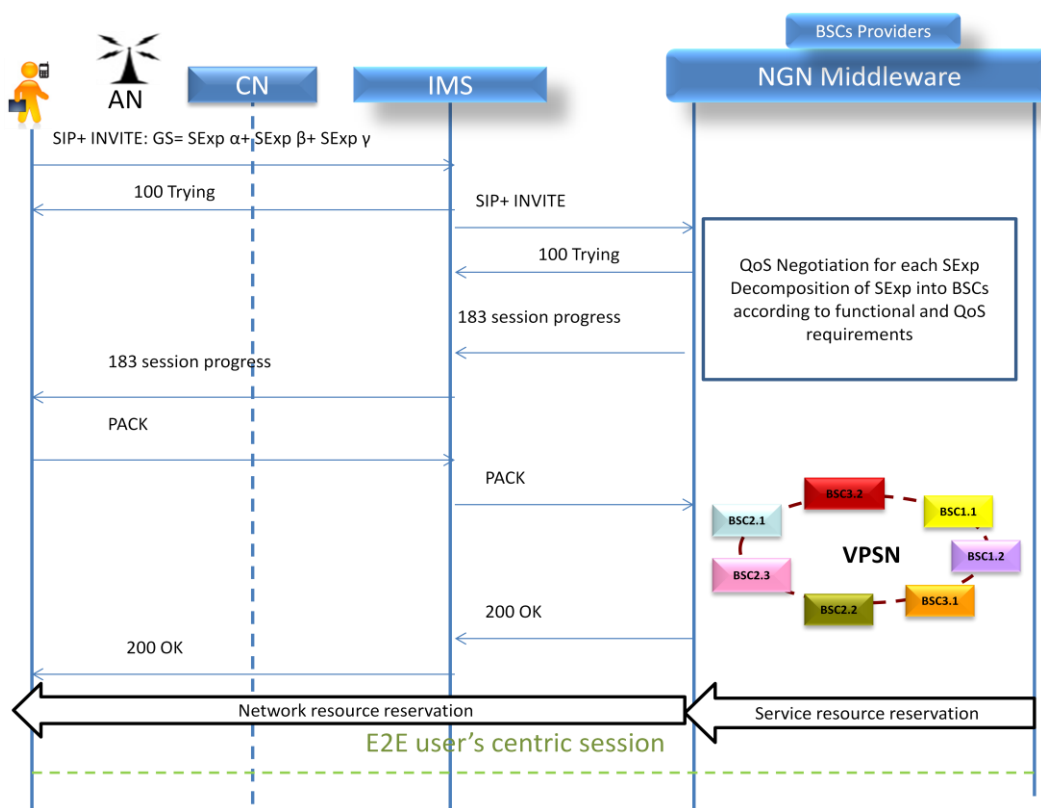 BSCs Providers
AN
CN
IMS
NGN Middleware
SIP+ INVITE: GS= SExp α+ SExp β+ SExp γ
100 Trying
SIP+ INVITE
100 Trying
QoS Negotiation for each SExp
Decomposition of SExp into BSCs
according to functional and QoS
requirements
183 session progress
183 session progress
PACK
PACK
BSC3.2
BSC2.1
BSC1.1
VPSN
BSC1.2
BSC2.3
BSC2.2
BSC3.1
200 OK
200 OK
Network resource reservation
Service resource reservation
E2E user's centric session